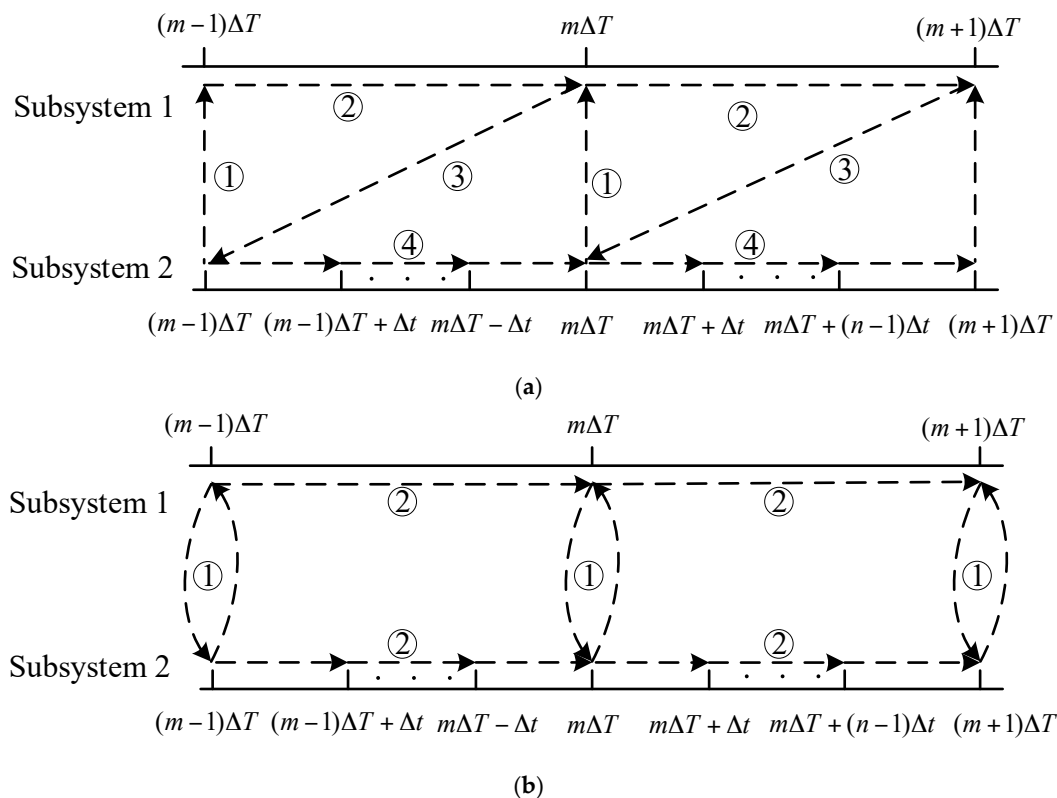 (m−1)ΔT mΔT (m+1)ΔT
Subsystem 1
② ②
① ③ ① ③
④ ④
Subsystem 2
. . . . . .
(m−1)ΔT (m−1)ΔT + Δt mΔT − Δt mΔT mΔT + Δt mΔT + (n−1)Δt (m+1)ΔT
(a)
(m−1)ΔT mΔT (m+1)ΔT
Subsystem 1
② ②
① ① ①
② ②
Subsystem 2
. . . . . .
(m−1)ΔT (m−1)ΔT + Δt mΔT − Δt mΔT mΔT + Δt mΔT + (n−1)Δt (m+1)ΔT
(b)